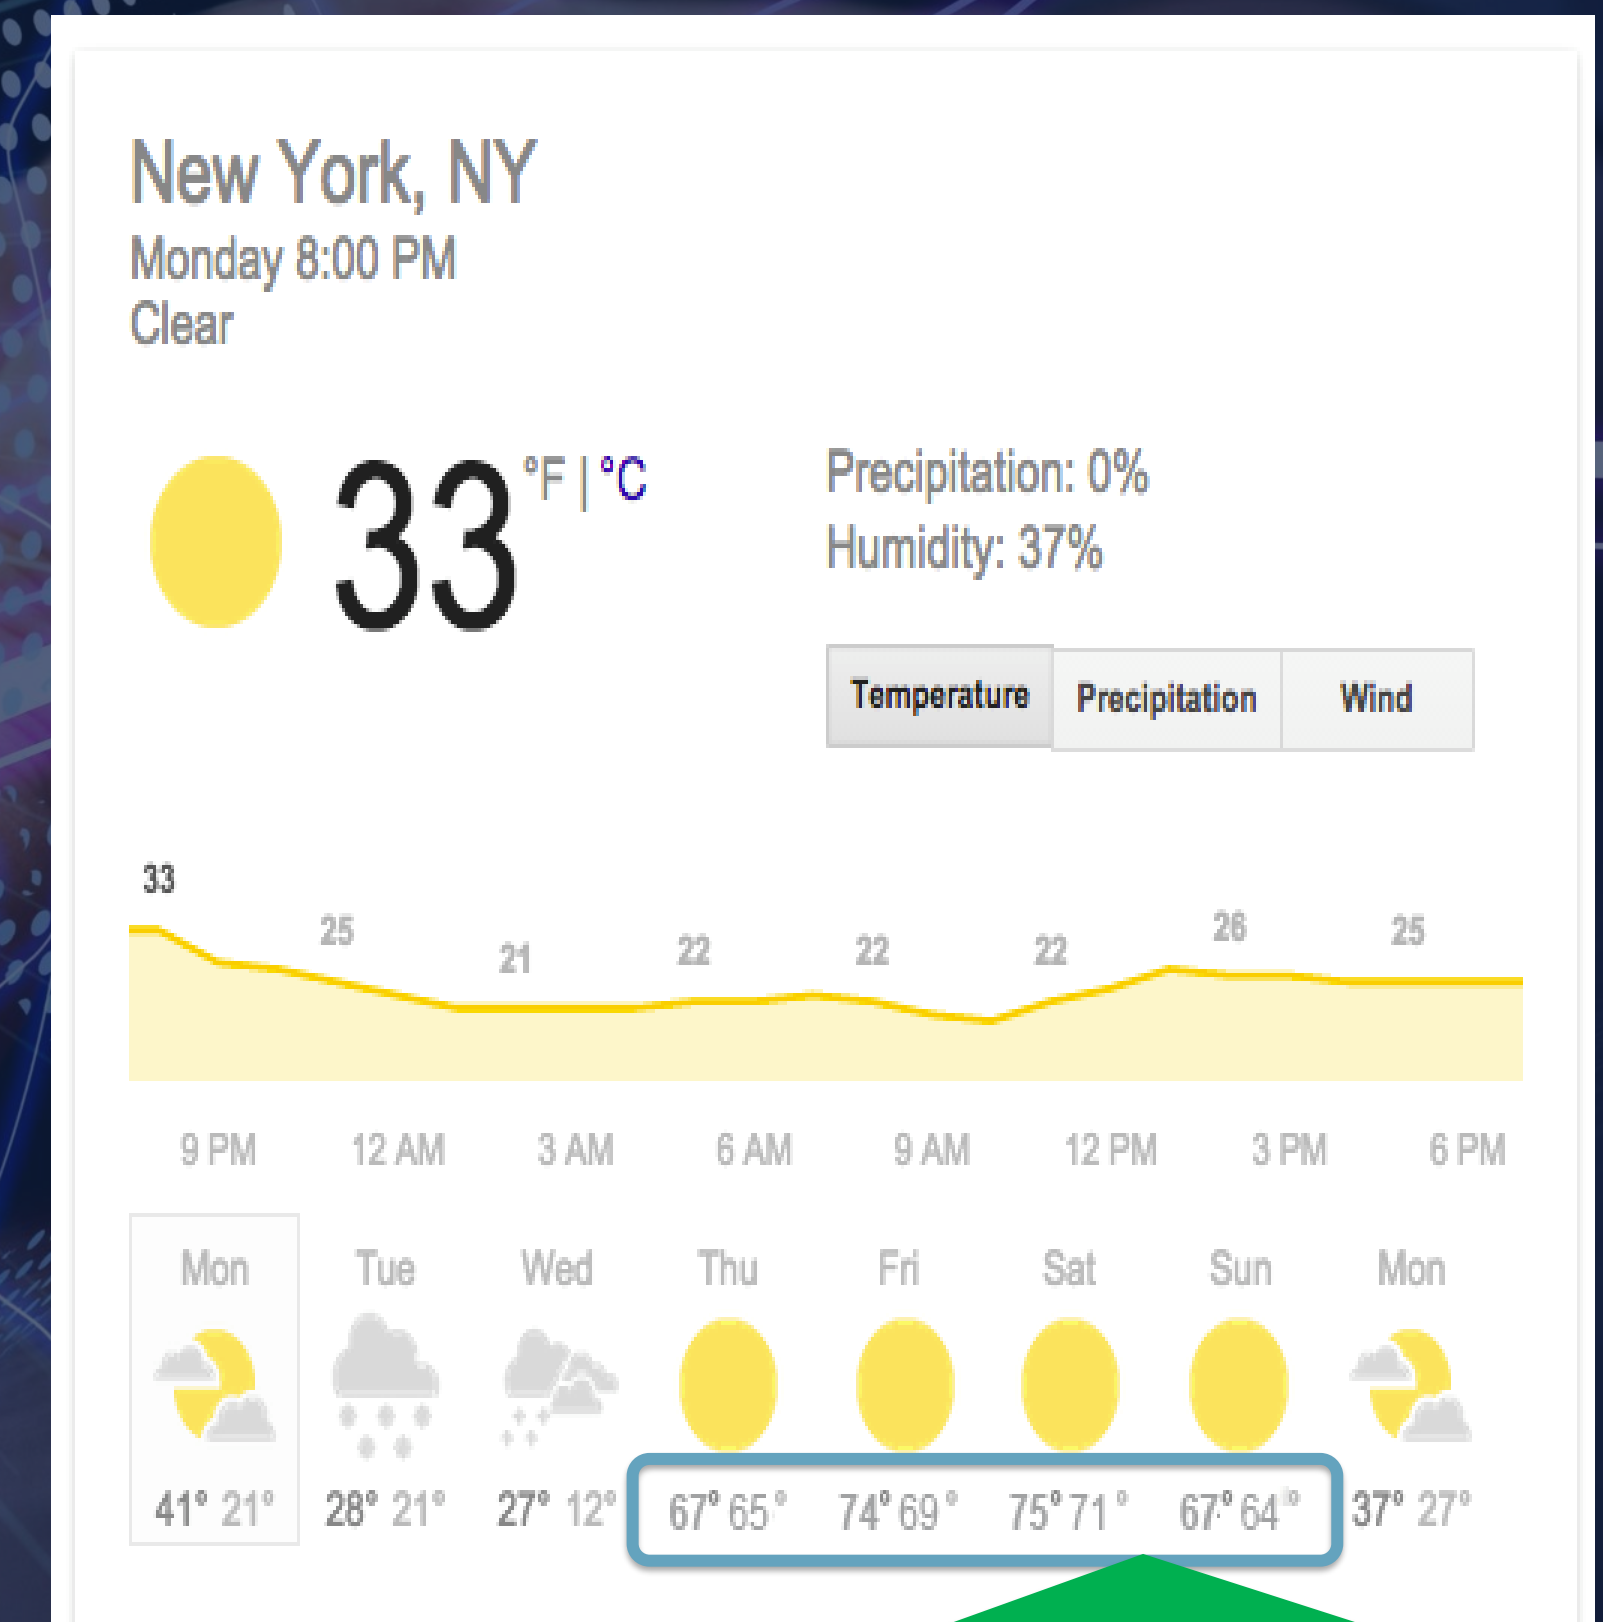 New York, NY
Monday 8:00 PM
Clear
33 °F | °C
Precipitation: 0%
Humidity: 37%
Temperature Precipitation Wind
33 25 21 22 22 22 26 25
9 PM 12 AM 3 AM 6 AM 9 AM 12 PM 3 PM 6 PM
Mon Tue Wed Thu Fri Sat Sun Mon
41° 21° 28° 21° 27° 12° 67° 65° 74° 69° 75° 71° 67° 64° 37° 27°